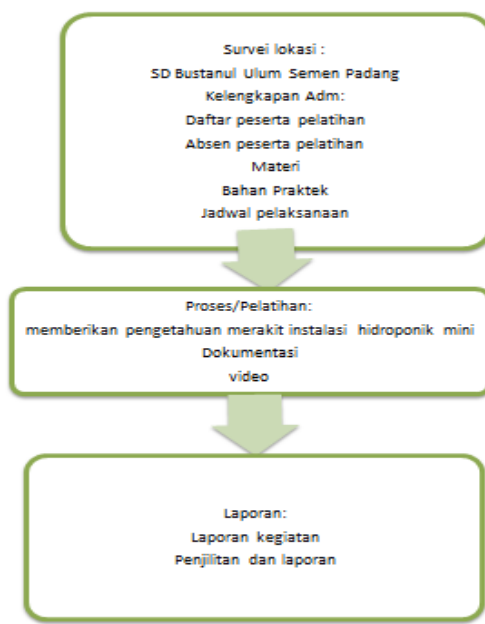 Survei lokasi :
SD Bustanul Ulum Semen Padang
Kelengkapan Adm:
Daftar peserta pelatihan
Absen peserta pelatihan
Materi
Bahan Praktek
Jadwal pelaksanaan
Proses/Pelatihan:
memberikan pengetahuan merakit instalasi hidroponik mini
Dokumentasi
video
Laporan:
Laporan kegiatan
Penjilitan dan laporan